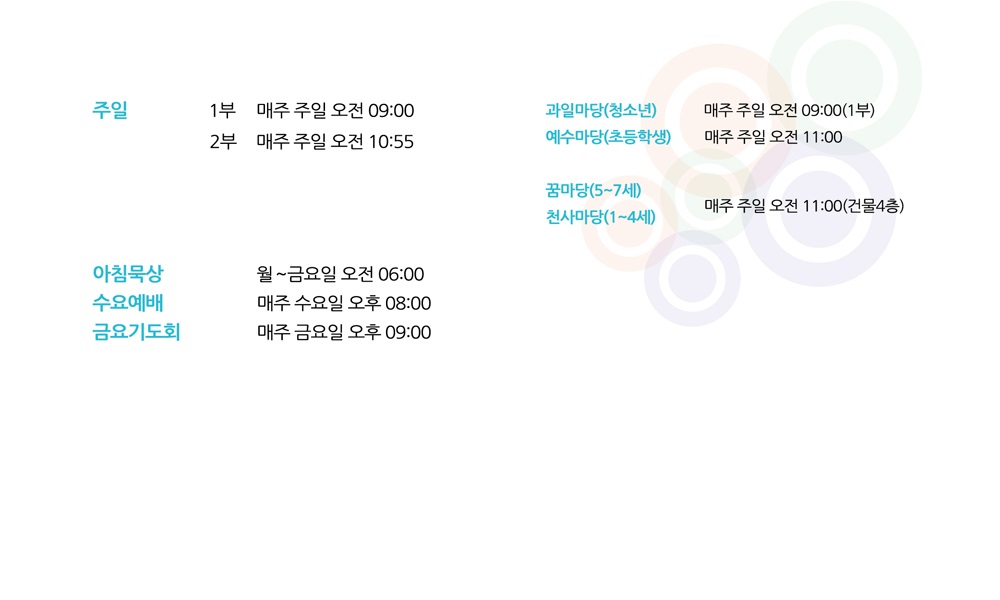 주일 1부 매주 주일 오전 09:00
2부 매주 주일 오전 10:55
아침묵상 월~금요일 오전 06:00
수요예배 매주 수요일 오후 08:00
금요기도회 매주 금요일 오후 09:00
과일마당(청소년) 매주 주일 오전 09:00(1부)
예수마당(초등학생) 매주 주일 오전 11:00
꿈마당(5~7세)
매주 주일 오전 11:00(건물4층)
천사마당(1~4세)